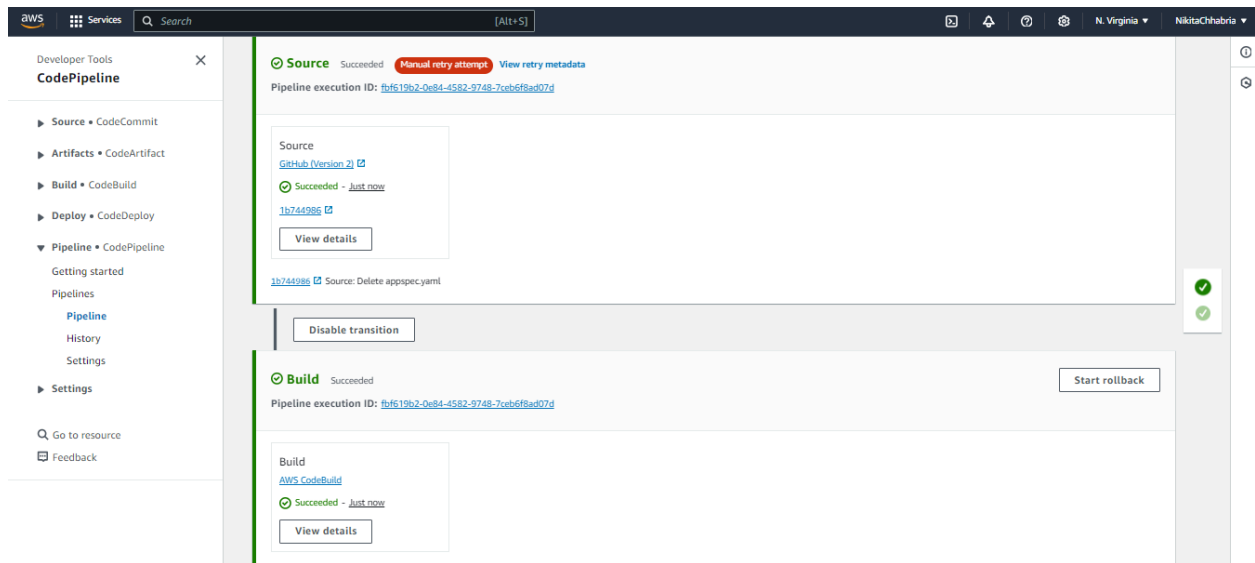 aws Services Search [Alt+S] N. Virginia NikitaChhabria
Developer Tools
CodePipeline
Source • CodeCommit
Artifacts • CodeArtifact
Build • CodeBuild
Deploy • CodeDeploy
Pipeline • CodePipeline
Getting started
Pipelines
Pipeline
History
Settings
Settings
Go to resource
Feedback
Source Succeeded Manual retry attempt View retry metadata
Pipeline execution ID: fbf619b2-0e84-4582-9748-7ceb6f8ad07d
Source
GitHub (Version 2)
Succeeded - Just now
1b744986
View details
1b744986 Source: Delete appspec.yaml
Disable transition
Build Succeeded
Start rollback
Pipeline execution ID: fbf619b2-0e84-4582-9748-7ceb6f8ad07d
Build
AWS CodeBuild
Succeeded - Just now
View details